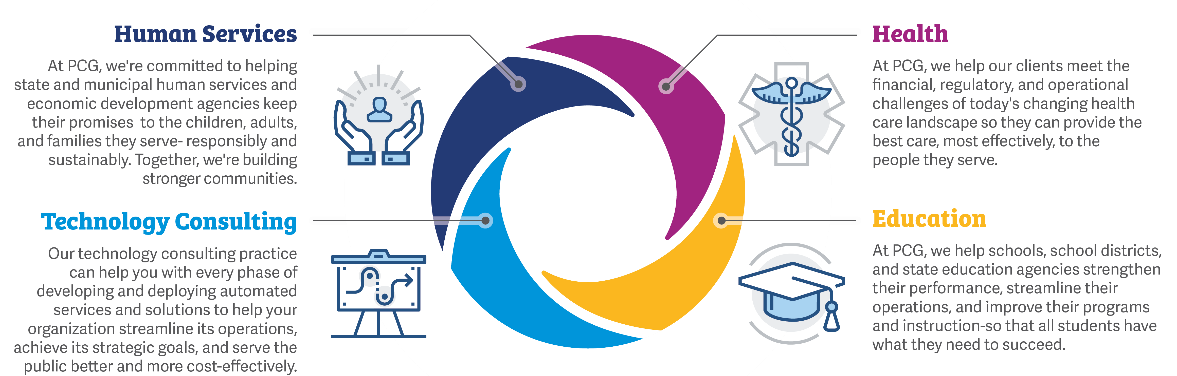 Human Services
At PCG, we're committed to helping
state and municipal human services and
economic development agencies keep
their promises to the children, adults,
and families they serve- responsibly and
sustainably. Together, we're building
stronger communities.
Technology Consulting
Our technology consulting practice
can help you with every phase of
developing and deploying automated
services and solutions to help your
organization streamline its operations,
achieve its strategic goals, and serve the
public better and more cost-effectively.
Health
At PCG, we help our clients meet the
financial, regulatory, and operational
challenges of today's changing health
care landscape so they can provide the
best care, most effectively, to the
people they serve.
Education
At PCG, we help schools, school districts,
and state education agencies strengthen
their performance, streamline their
operations, and improve their programs
and instruction-so that all students have
what they need to succeed.